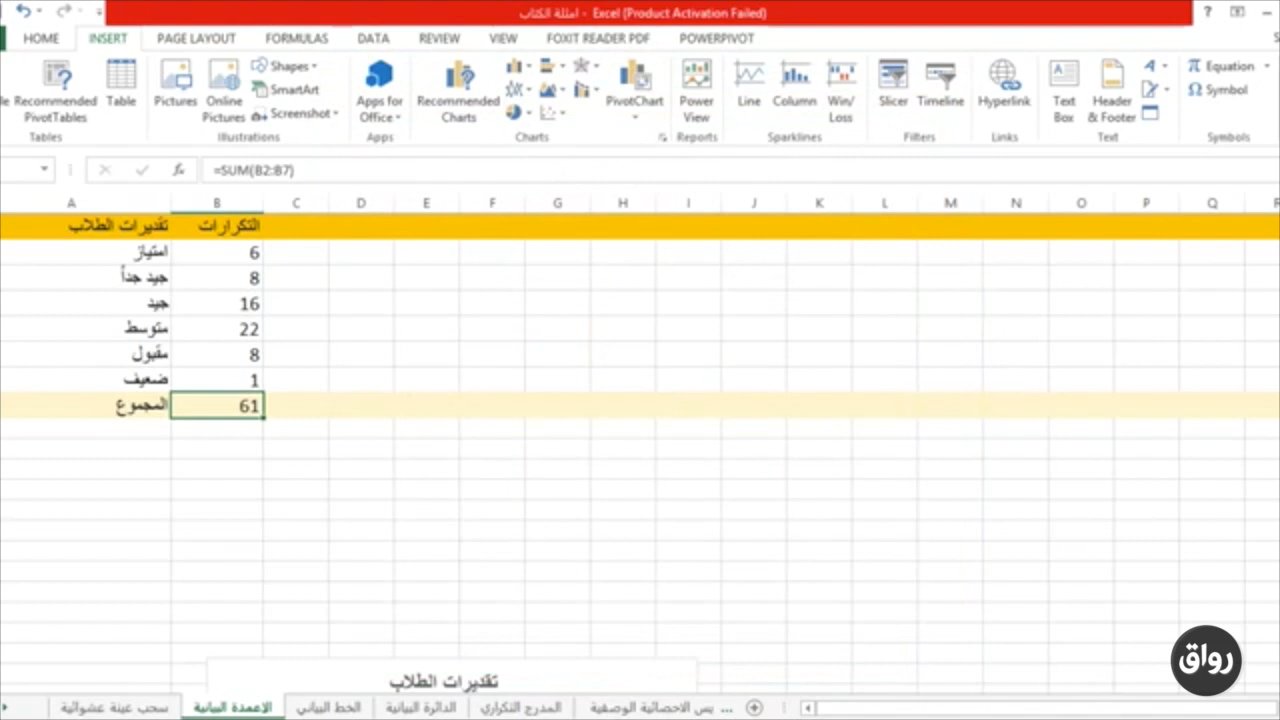 امثلة الكتاب - Excel (Product Activation Failed)
HOME INSERT PAGE LAYOUT FORMULAS DATA REVIEW VIEW FOXIT READER PDF POWERPIVOT
Recommended PivotTables
Table
Tables
Pictures
Online Pictures
Shapes
SmartArt
Screenshot
Illustrations
Apps for Office
Apps
Recommended Charts
PivotChart
Charts
Power View
Reports
Line
Column
Win/Loss
Sparklines
Slicer
Timeline
Filters
Hyperlink
Links
Text Box
Header & Footer
Text
Equation
Symbol
Symbols
=SUM(B2:B7)
A B C D E F G H I J K L M N O P Q
تقديرات الطلاب التكرارات
امتياز 6
جيد جداً 8
جيد 16
متوسط 22
مقبول 8
ضعيف 1
المجموع 61
تقديرات الطلاب
سحب عينة عشوائية الاعمدة البيانية الخط البياني الدائرة البيانية المدرج التكراري يس الاحصائية الوصفية ...
رواق